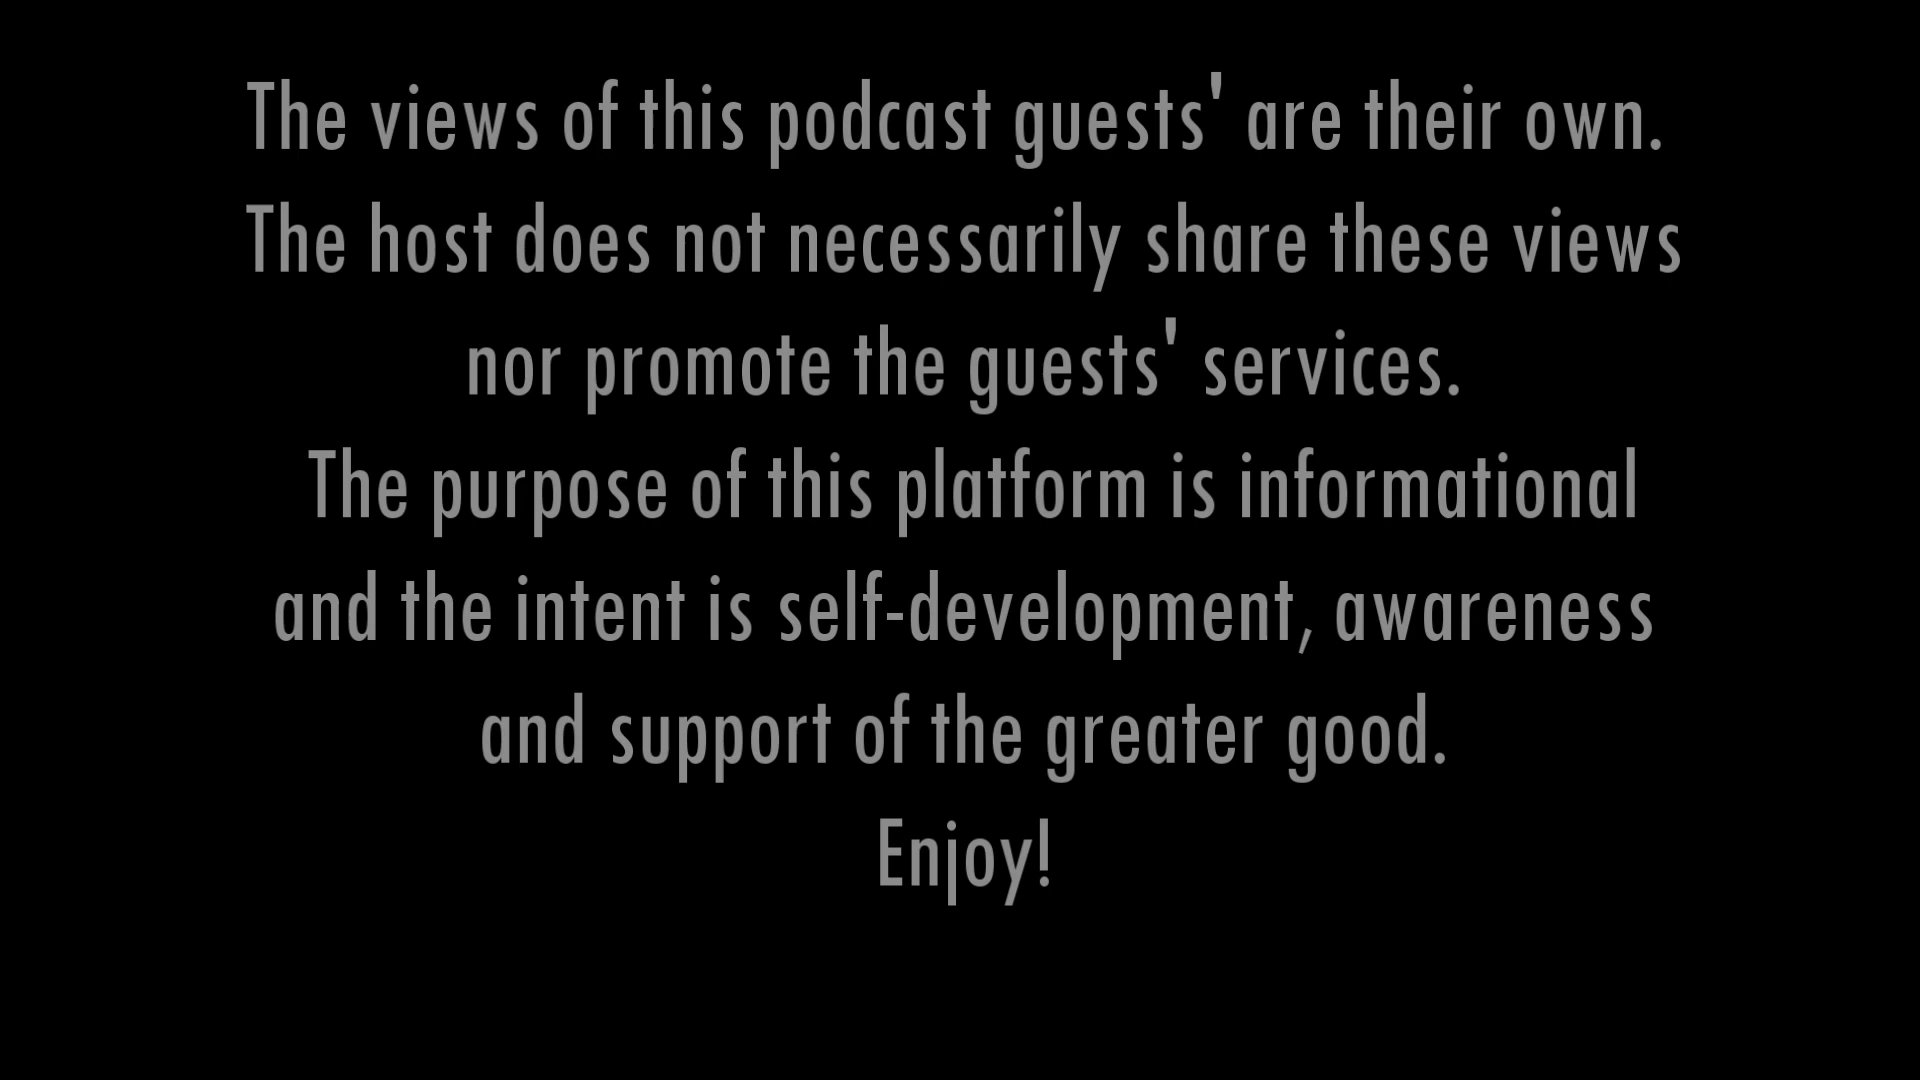 The views of this podcast guests' are their own.
The host does not necessarily share these views
nor promote the guests' services.
The purpose of this platform is informational
and the intent is self-development, awareness
and support of the greater good.
Enjoy!